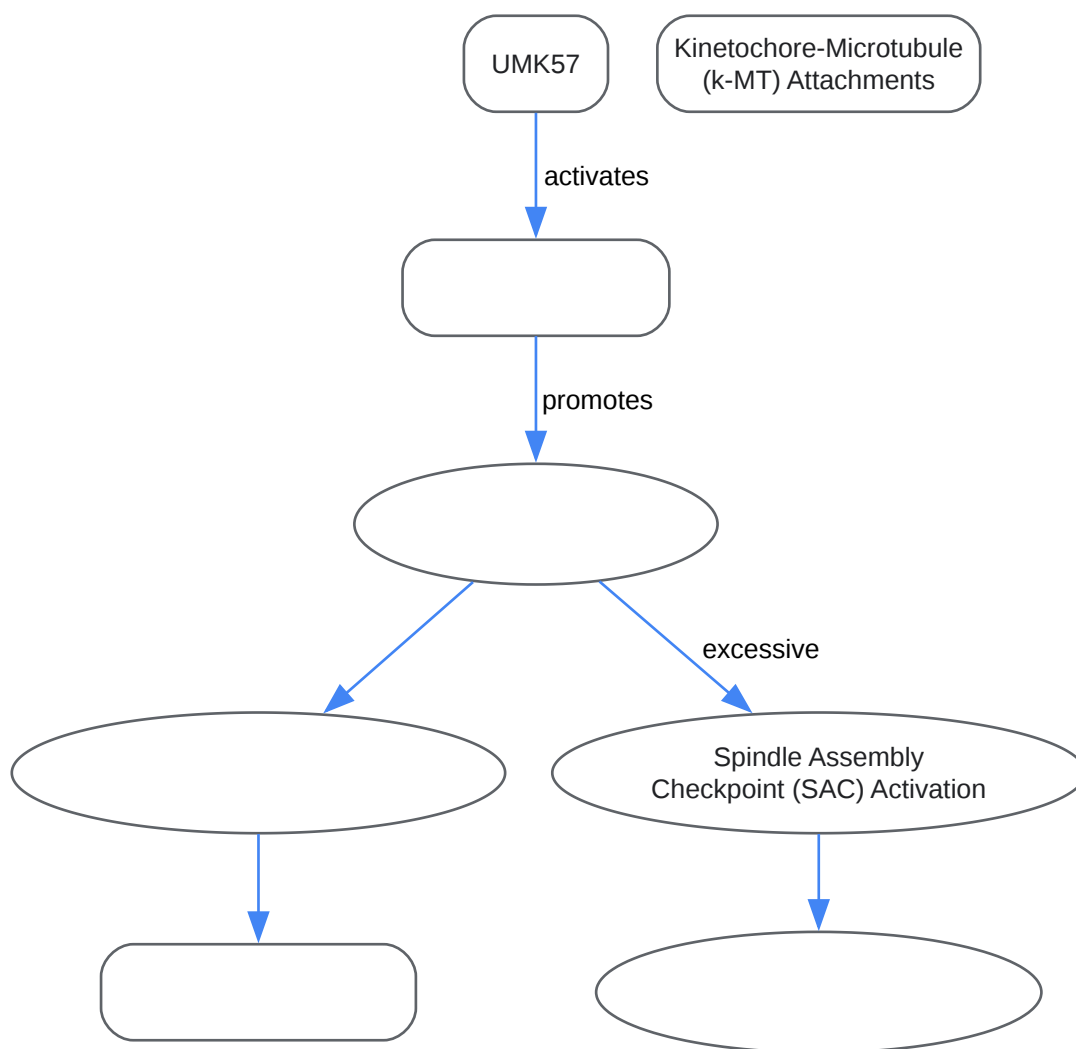 UMK57
Kinetochore-Microtubule
(k-MT) Attachments
activates
promotes
excessive
Spindle Assembly
Checkpoint (SAC) Activation